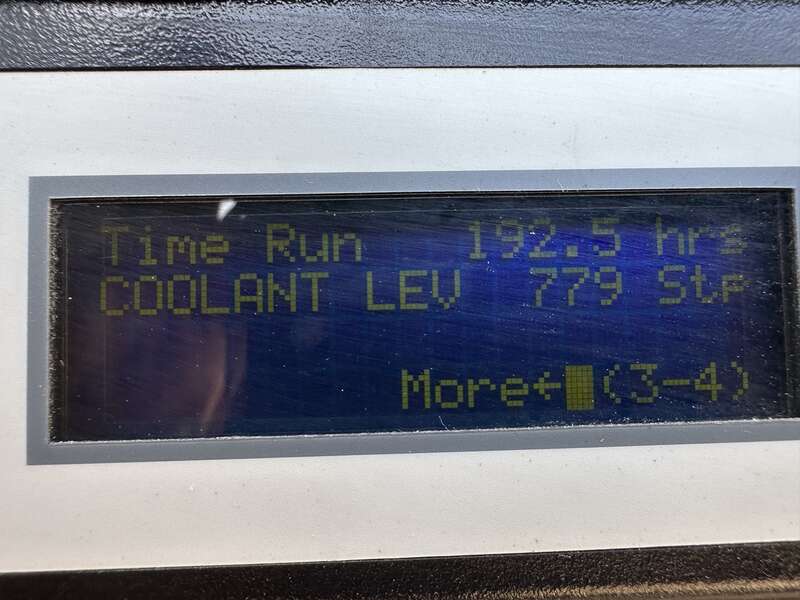 Time Run 192.5 hrs
COOLANT LEV 779 Stp
More←█(3-4)